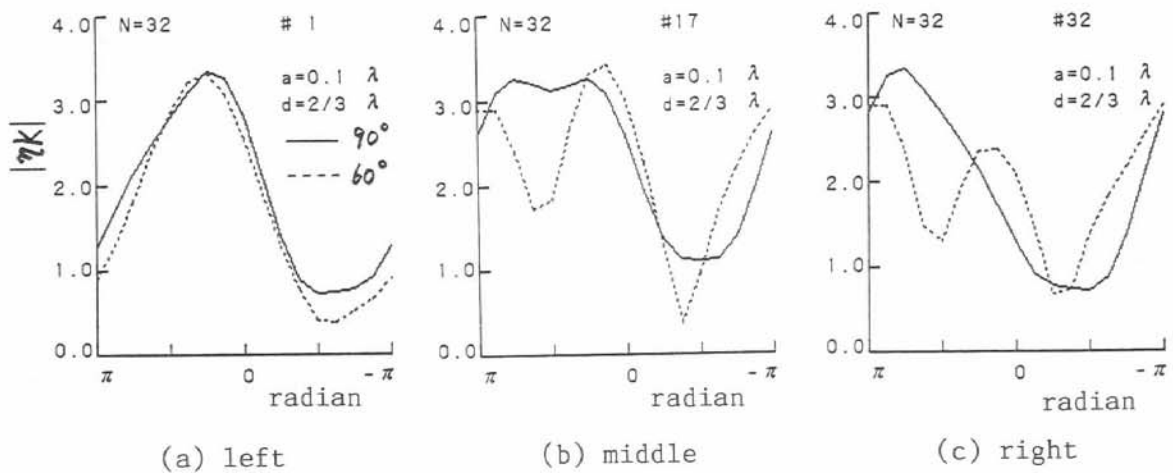 4.0 N=32 # 1
a=0.1 λ
d=2/3 λ
3.0
90°
60°
|ηK|
2.0
1.0
0.0
π 0 -π
radian
(a) left
4.0 N=32 #17
a=0.1 λ
d=2/3 λ
3.0
2.0
1.0
0.0
π 0 -π
radian
(b) middle
4.0 N=32 #32
a=0.1 λ
d=2/3 λ
3.0
2.0
1.0
0.0
π 0 -π
radian
(c) right